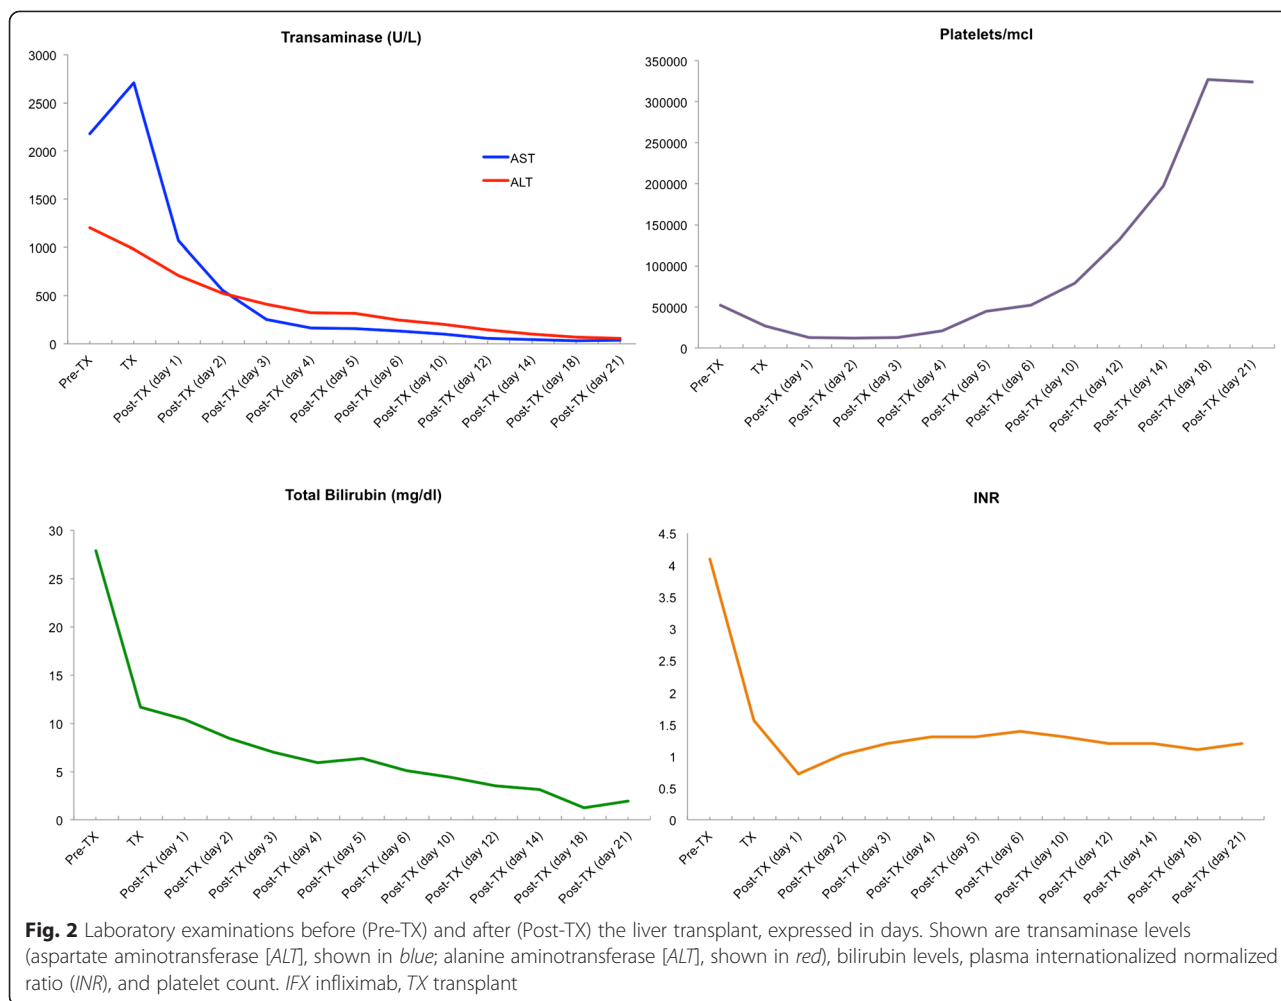 Transaminase (U/L)
3000
2500
2000
1500
1000
500
0
AST
ALT
Pre-TX
TX
Post-TX (day 1)
Post-TX (day 2)
Post-TX (day 3)
Post-TX (day 4)
Post-TX (day 5)
Post-TX (day 6)
Post-TX (day 10)
Post-TX (day 12)
Post-TX (day 14)
Post-TX (day 18)
Post-TX (day 21)
Platelets/mcl
350000
300000
250000
200000
150000
100000
50000
0
Pre-TX
TX
Post-TX (day 1)
Post-TX (day 2)
Post-TX (day 3)
Post-TX (day 4)
Post-TX (day 5)
Post-TX (day 6)
Post-TX (day 10)
Post-TX (day 12)
Post-TX (day 14)
Post-TX (day 18)
Post-TX (day 21)
Total Bilirubin (mg/dl)
30
25
20
15
10
5
0
Pre-TX
TX
Post-TX (day 1)
Post-TX (day 2)
Post-TX (day 3)
Post-TX (day 4)
Post-TX (day 5)
Post-TX (day 6)
Post-TX (day 10)
Post-TX (day 12)
Post-TX (day 14)
Post-TX (day 18)
Post-TX (day 21)
INR
4.5
4
3.5
3
2.5
2
1.5
1
0.5
0
Pre-TX
TX
Post-TX (day 1)
Post-TX (day 2)
Post-TX (day 3)
Post-TX (day 4)
Post-TX (day 5)
Post-TX (day 6)
Post-TX (day 10)
Post-TX (day 12)
Post-TX (day 14)
Post-TX (day 18)
Post-TX (day 21)
Fig. 2 Laboratory examinations before (Pre-TX) and after (Post-TX) the liver transplant, expressed in days. Shown are transaminase levels
(aspartate aminotransferase [ALT], shown in blue; alanine aminotransferase [ALT], shown in red), bilirubin levels, plasma internationalized normalized
ratio (INR), and platelet count. IFX infliximab, TX transplant